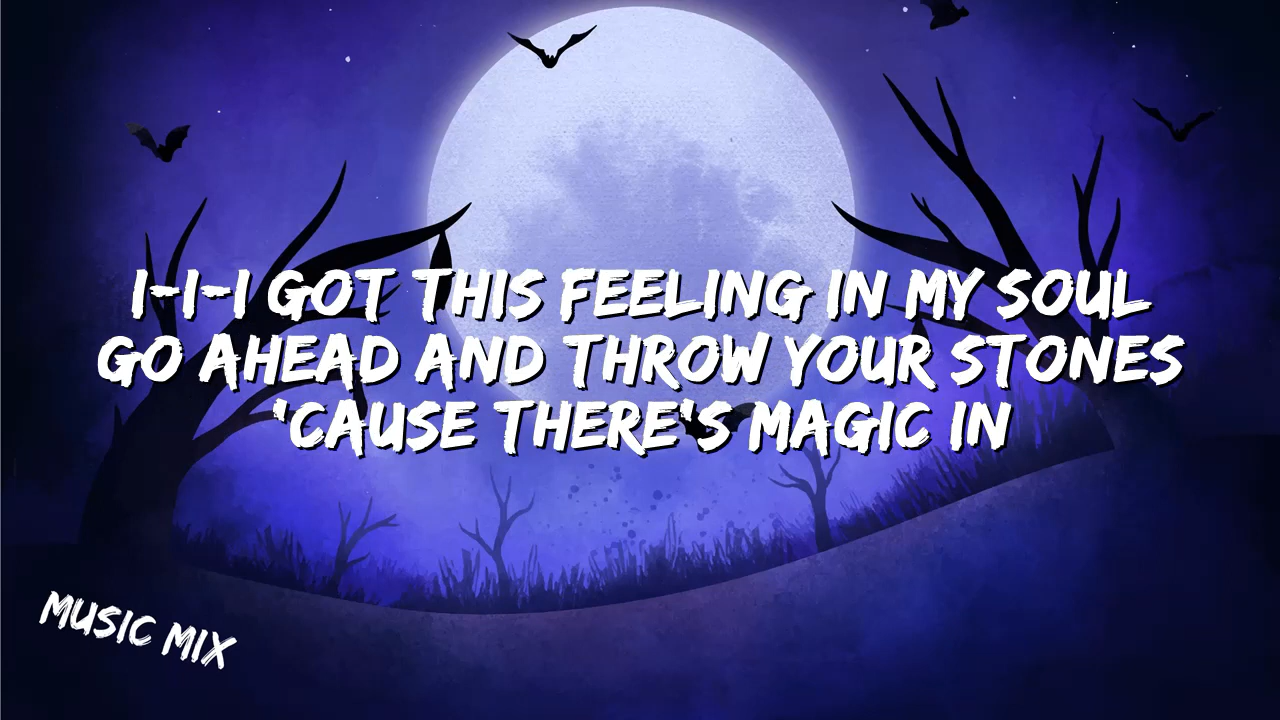 I-I-I GOT THIS FEELING IN MY SOUL
GO AHEAD AND THROW YOUR STONES
'CAUSE THERE'S MAGIC IN
MUSIC MIX